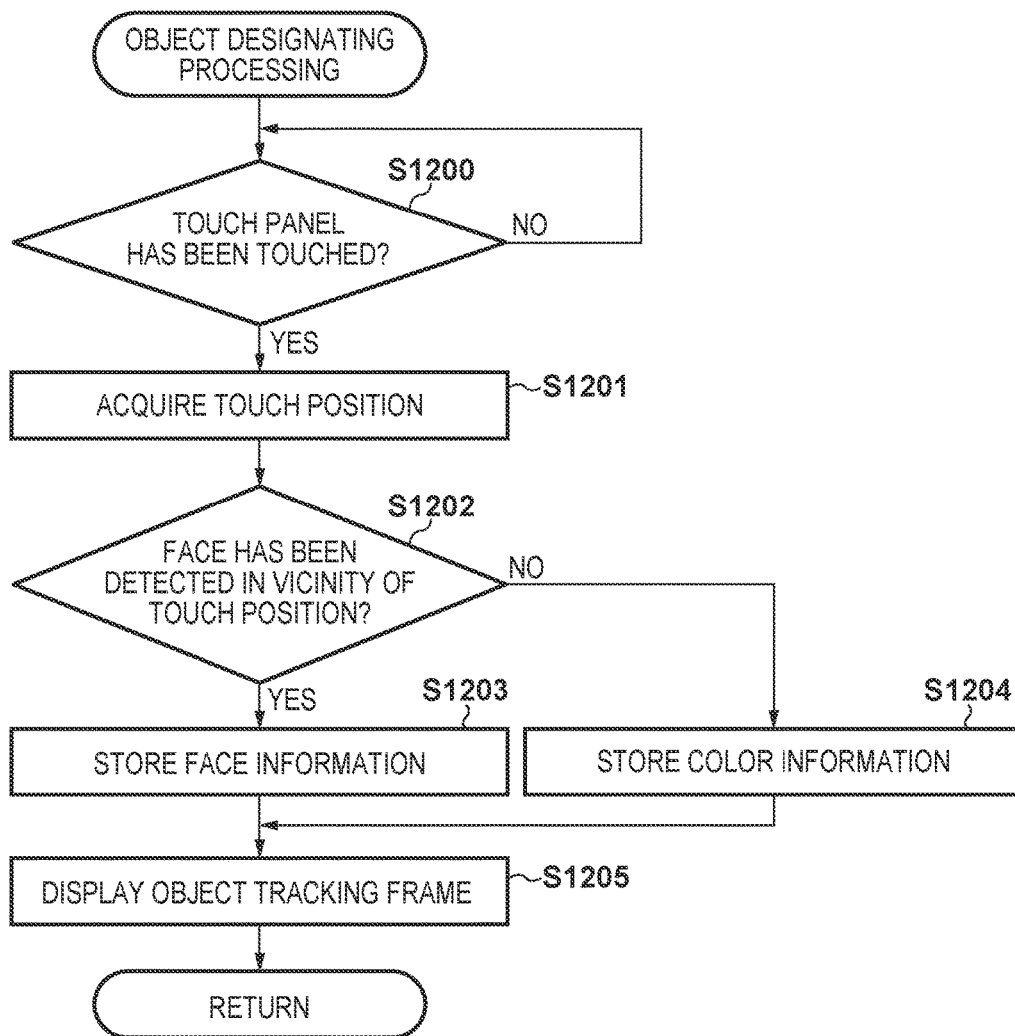 OBJECT DESIGNATING
PROCESSING
S1200
TOUCH PANEL
HAS BEEN TOUCHED?
NO
YES
S1201
ACQUIRE TOUCH POSITION
S1202
FACE HAS BEEN
DETECTED IN VICINITY OF
TOUCH POSITION?
NO
YES
S1203
STORE FACE INFORMATION
S1204
STORE COLOR INFORMATION
DISPLAY OBJECT TRACKING FRAME
S1205
RETURN